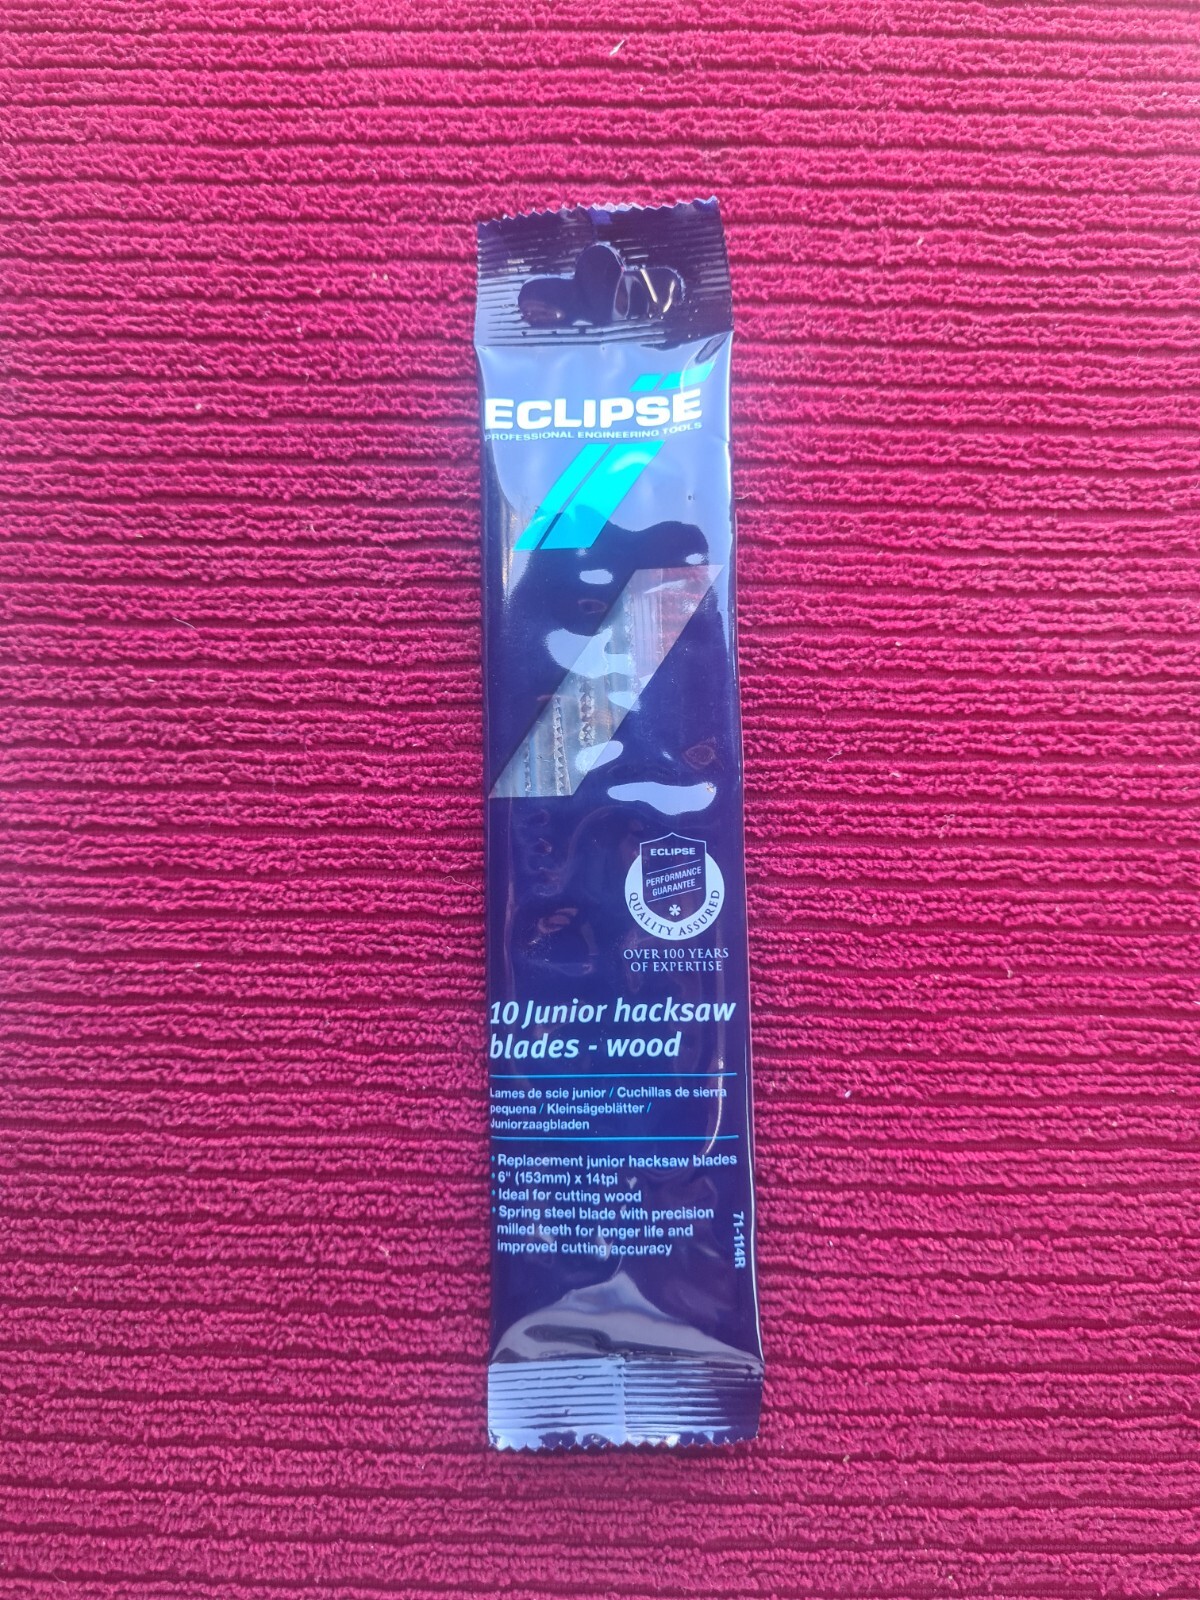 ECLIPSE
PROFESSIONAL ENGINEERING TOOLS
ECLIPSE
PERFORMANCE
GUARANTEE
QUALITY ASSURED
OVER 100 YEARS
OF EXPERTISE
10 Junior hacksaw
blades - wood
Lames de scie junior / Cuchillas de sierra
pequena / Kleinsägeblätter /
Juniorzaagbladen
• Replacement junior hacksaw blades
• 6" (153mm) x 14tpi
• Ideal for cutting wood
• Spring steel blade with precision
milled teeth for longer life and
improved cutting accuracy
71-114R